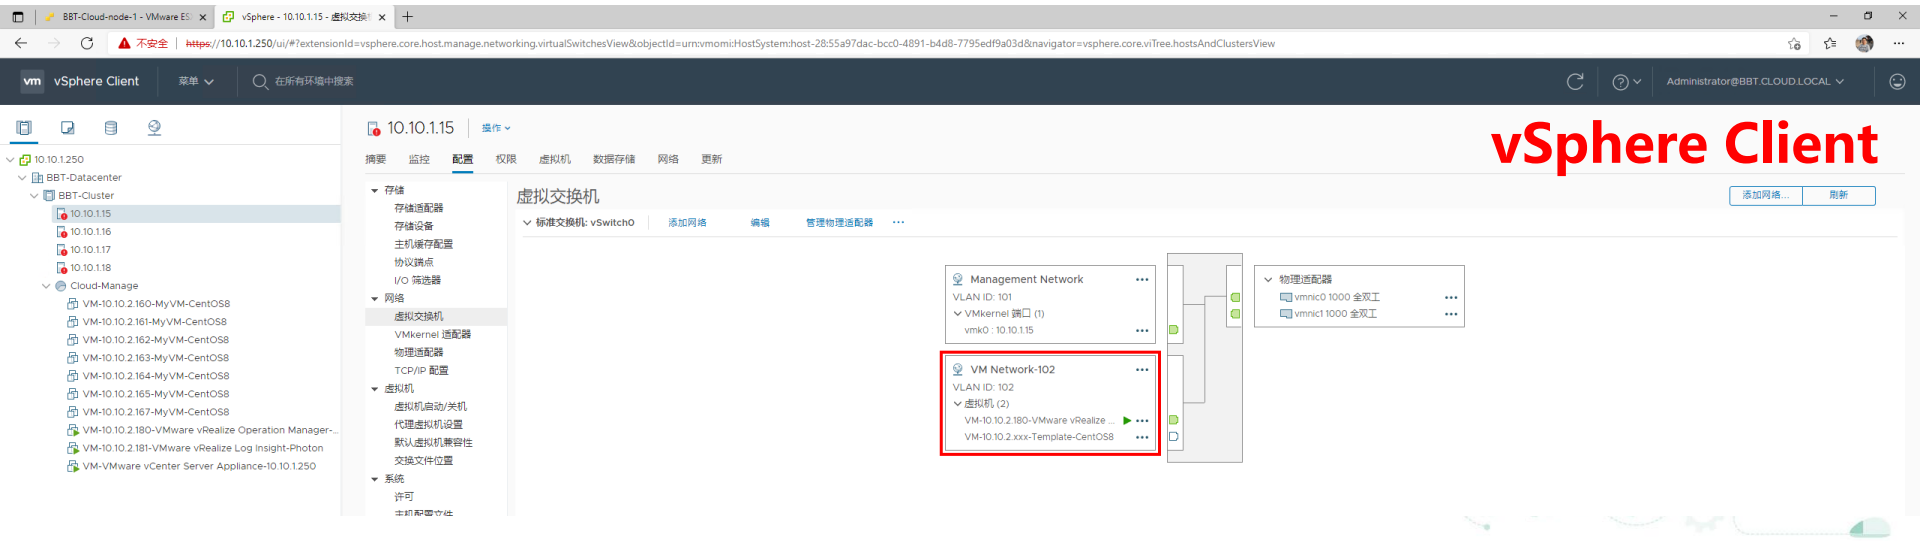 BBT-Cloud-node-1 - VMware ES
vSphere - 10.10.1.15 - 虚拟交换
不安全 | https://10.10.1.250/ui/#?extensionId=vsphere.core.host.manage.networking.virtualSwitchesView&objectId=urn:vmomi:HostSystem:host-28:55a97dac-bcc0-4891-b4d8-7795edf9a03d&navigator=vsphere.core.viTree.hostsAndClustersView
vm vSphere Client 菜单 在所有环境中搜索 Administrator@BBT.CLOUD.LOCAL
10.10.1.250
BBT-Datacenter
BBT-Cluster
10.10.1.15
10.10.1.16
10.10.1.17
10.10.1.18
Cloud-Manage
VM-10.10.2.160-MyVM-CentOS8
VM-10.10.2.161-MyVM-CentOS8
VM-10.10.2.162-MyVM-CentOS8
VM-10.10.2.163-MyVM-CentOS8
VM-10.10.2.164-MyVM-CentOS8
VM-10.10.2.165-MyVM-CentOS8
VM-10.10.2.167-MyVM-CentOS8
VM-10.10.2.180-VMware vRealize Operation Manager-...
VM-10.10.2.181-VMware vRealize Log Insight-Photon
VM-VMware vCenter Server Appliance-10.10.1.250
10.10.1.15 操作
vSphere Client
摘要 监控 配置 权限 虚拟机 数据存储 网络 更新
存储
存储适配器
存储设备
主机缓存配置
协议端点
I/O 筛选器
网络
虚拟交换机
VMkernel 适配器
物理适配器
TCP/IP 配置
虚拟机
虚拟机启动/关机
代理虚拟机设置
默认虚拟机兼容性
交换文件位置
系统
许可
主机配置文件
虚拟交换机
添加网络... 刷新
标准交换机: vSwitch0 添加网络 编辑 管理物理适配器 ...
Management Network ...
VLAN ID: 101
VMkernel 端口 (1)
vmk0 : 10.10.1.15 ...
VM Network-102 ...
VLAN ID: 102
虚拟机 (2)
VM-10.10.2.180-VMware vRealize ... ...
VM-10.10.2.xxx-Template-CentOS8 ...
物理适配器
vmnic0 1000 全双工 ...
vmnic1 1000 全双工 ...